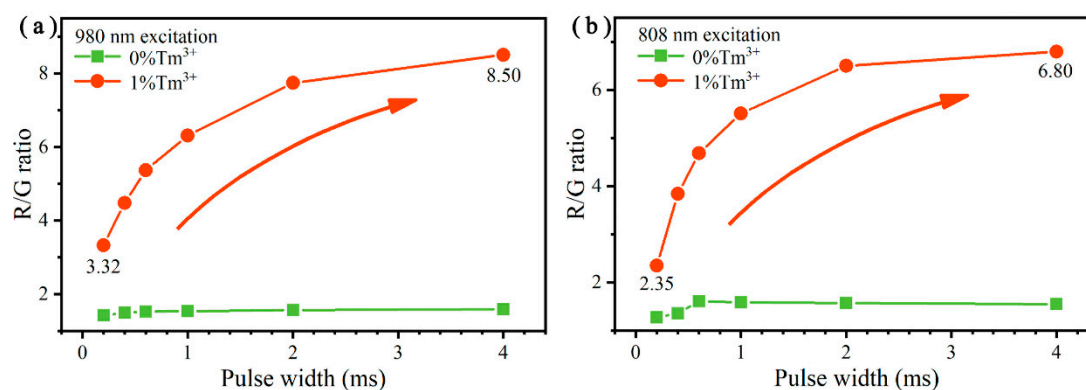 (a)
980 nm excitation
0%Tm³⁺
1%Tm³⁺
8.50
3.32
R/G ratio
8
6
4
2
0
1
2
3
4
Pulse width (ms)
(b)
808 nm excitation
0%Tm³⁺
1%Tm³⁺
6.80
2.35
R/G ratio
6
4
2
0
1
2
3
4
Pulse width (ms)